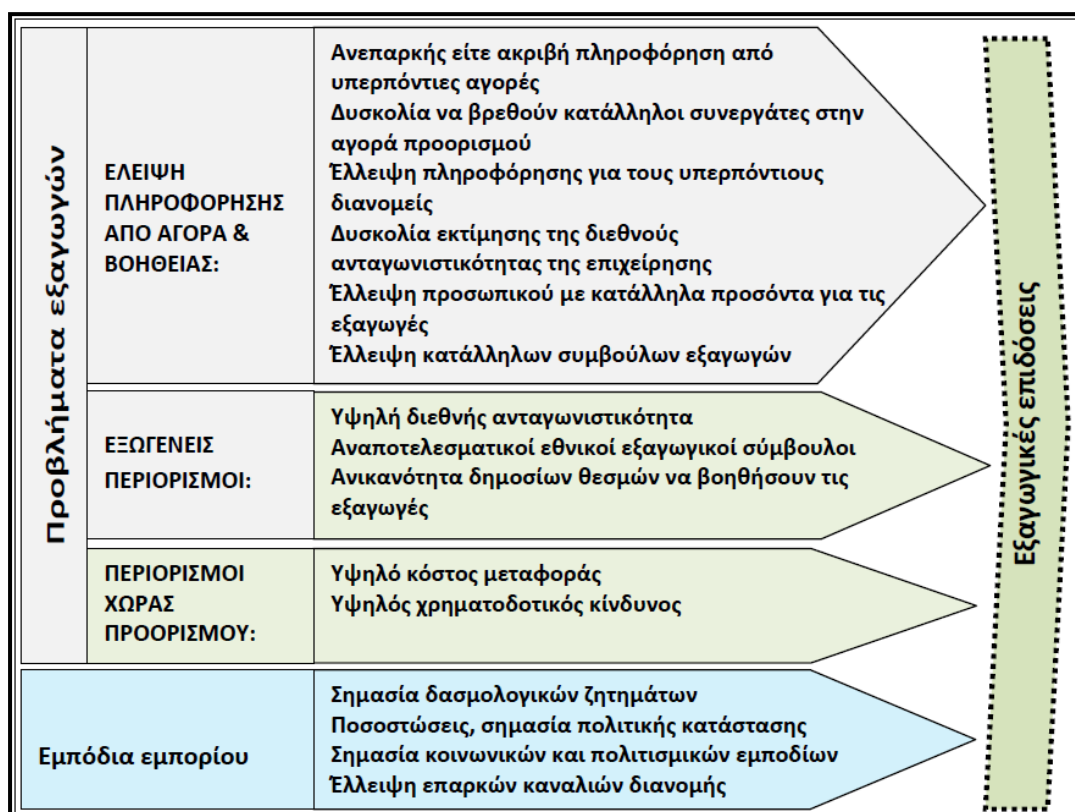 Προβλήματα εξαγωγών
ΕΛΕΙΨΗ
ΠΛΗΡΟΦΟΡΗΣΗΣ
ΑΠΟ ΑΓΟΡΑ &
ΒΟΗΘΕΙΑΣ:
Ανεπαρκής είτε ακριβή πληροφόρηση από
υπερπόντιες αγορές
Δυσκολία να βρεθούν κατάλληλοι συνεργάτες στην
αγορά προορισμού
Έλλειψη πληροφόρησης για τους υπερπόντιους
διανομείς
Δυσκολία εκτίμησης της διεθνούς
ανταγωνιστικότητας της επιχείρησης
Έλλειψη προσωπικού με κατάλληλα προσόντα για τις
εξαγωγές
Έλλειψη κατάλληλων συμβούλων εξαγωγών
ΕΞΩΓΕΝΕΙΣ
ΠΕΡΙΟΡΙΣΜΟΙ:
Υψηλή διεθνής ανταγωνιστικότητα
Αναποτελεσματικοί εθνικοί εξαγωγικοί σύμβουλοι
Ανικανότητα δημοσίων θεσμών να βοηθήσουν τις
εξαγωγές
ΠΕΡΙΟΡΙΣΜΟΙ
ΧΩΡΑΣ
ΠΡΟΟΡΙΣΜΟΥ:
Υψηλό κόστος μεταφοράς
Υψηλός χρηματοδοτικός κίνδυνος
Εμπόδια εμπορίου
Σημασία δασμολογικών ζητημάτων
Ποσοστώσεις, σημασία πολιτικής κατάστασης
Σημασία κοινωνικών και πολιτισμικών εμποδίων
Έλλειψη επαρκών καναλιών διανομής
Εξαγωγικές επιδόσεις